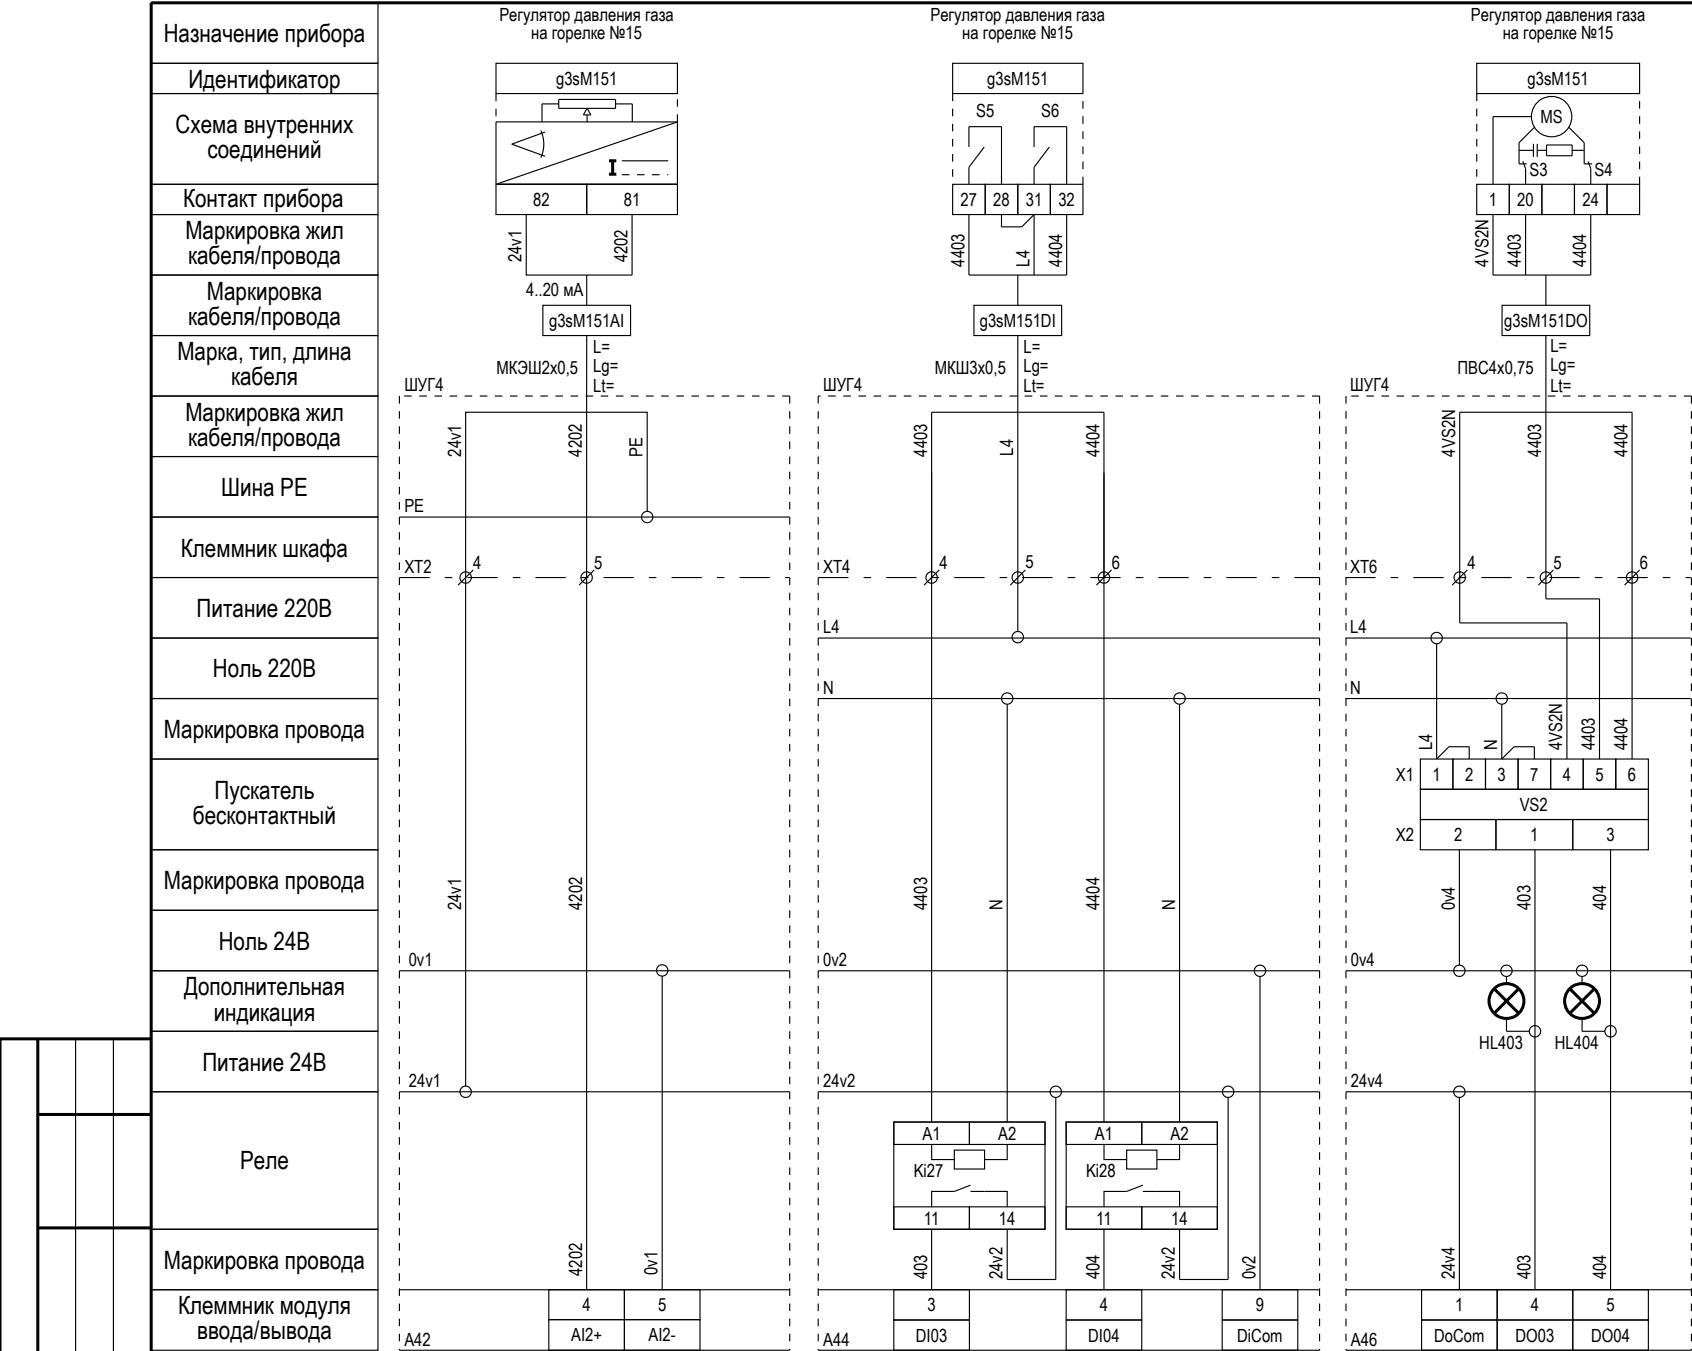 Назначение прибора
Регулятор давления газа
на горелке №15
Регулятор давления газа
на горелке №15
Регулятор давления газа
на горелке №15
Идентификатор
g3sM151
g3sM151
g3sM151
Схема внутренних
соединений
I
S5
S6
MS
S3
S4
Контакт прибора
82
81
27
28
31
32
1
20
24
Маркировка жил
кабеля/провода
24v1
4202
4403
L4
4404
4VS2N
4403
4404
Маркировка
кабеля/провода
4..20 мА
g3sM151AI
g3sM151DI
g3sM151DO
Марка, тип, длина
кабеля
МКЭШ2х0,5
L=
Lg=
Lt=
МКШ3х0,5
L=
Lg=
Lt=
ПВС4х0,75
L=
Lg=
Lt=
ШУГ4
ШУГ4
ШУГ4
Маркировка жил
кабеля/провода
24v1
4202
PE
4403
L4
4404
4VS2N
4403
4404
Шина PE
PE
Клеммник шкафа
XT2
4
5
XT4
4
5
6
XT6
4
5
6
Питание 220В
L4
L4
Ноль 220В
N
N
Маркировка провода
L4
N
4VS2N
4403
4404
Пускатель
бесконтактный
X1
1
2
3
7
4
5
6
VS2
X2
2
1
3
Маркировка провода
24v1
4202
4403
N
4404
N
0v4
403
404
Ноль 24В
0v1
0v2
0v4
Дополнительная
индикация
HL403
HL404
Питание 24В
24v1
24v2
24v4
Реле
A1
A2
Ki27
11
14
A1
A2
Ki28
11
14
Маркировка провода
4202
0v1
403
24v2
404
24v2
0v2
24v4
403
404
Клеммник модуля
ввода/вывода
A42
4
5
AI2+
AI2-
A44
3
4
9
DI03
DI04
DiCom
A46
1
4
5
DoCom
DO03
DO04